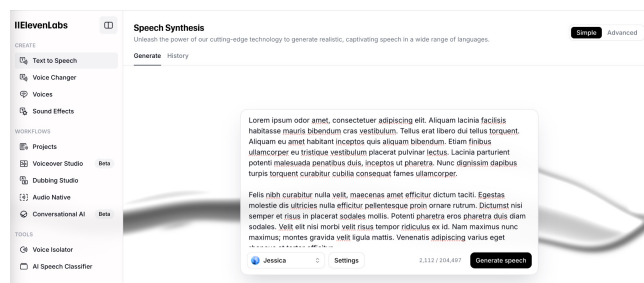 IIElevenLabs
CREATE
Text to Speech
Voice Changer
Voices
Sound Effects
WORKFLOWS
Projects
Voiceover Studio Beta
Dubbing Studio
Audio Native
Conversational AI Beta
TOOLS
Voice Isolator
AI Speech Classifier
Speech Synthesis
Unleash the power of our cutting-edge technology to generate realistic, captivating speech in a wide range of languages.
Simple Advanced
Generate History
Lorem ipsum odor amet, consectetuer adipiscing elit. Aliquam lacinia facilisis
habitasse mauris bibendum cras vestibulum. Tellus erat libero dui tellus torquent.
Aliquam eu amet habitant inceptos quis aliquam bibendum. Etiam finibus
ullamcorper eu tristique vestibulum placerat pulvinar lectus. Lacinia parturient
potenti malesuada penatibus duis, inceptos ut pharetra. Nunc dignissim dapibus
turpis torquent curabitur cubilia consequat fames ullamcorper.
Felis nibh curabitur nulla velit, maecenas amet efficitur dictum taciti. Egestas
molestie dis ultricies nulla efficitur pellentesque proin ornare rutrum. Dictumst nisi
semper et risus in placerat sodales mollis. Potenti pharetra eros pharetra duis diam
sodales. Velit elit nisi morbi velit risus tempor ridiculus ex id. Nam maximus nunc
maximus; montes gravida velit ligula mattis. Venenatis adipiscing varius eget
Jessica
Settings
2,112 / 204,497
Generate speech